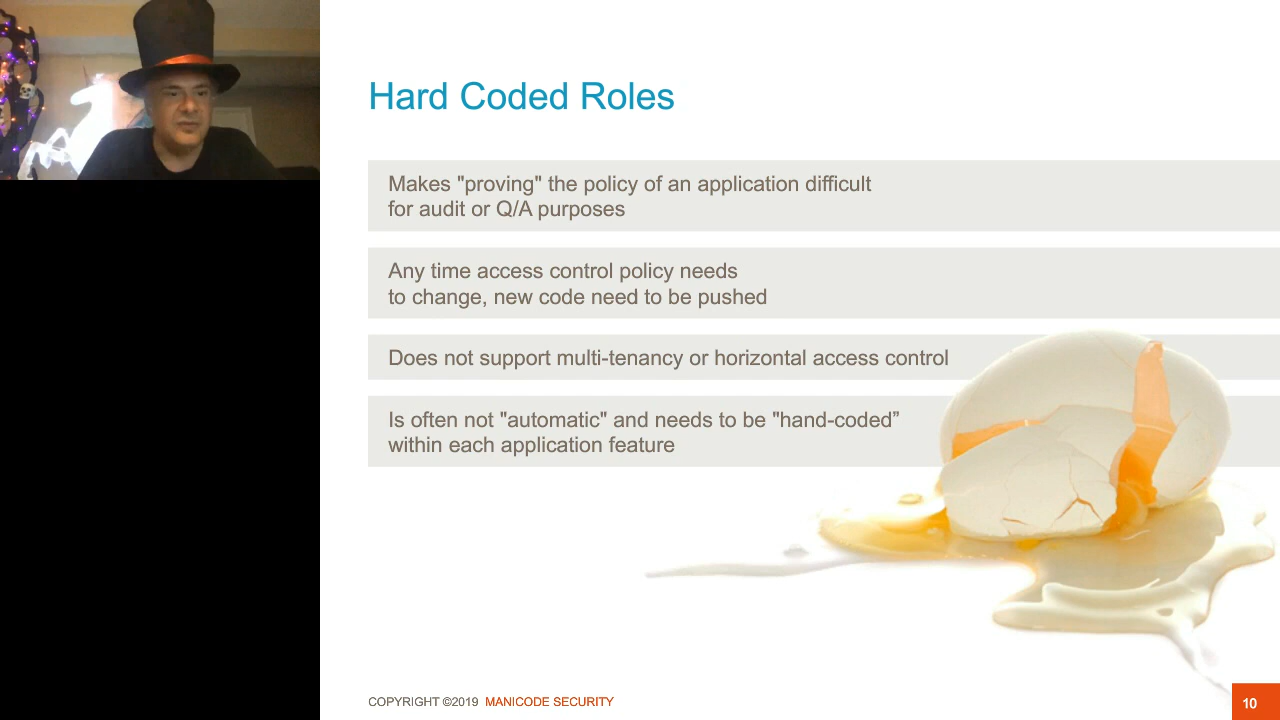 Hard Coded Roles
Makes "proving" the policy of an application difficult
for audit or Q/A purposes
Any time access control policy needs
to change, new code need to be pushed
Does not support multi-tenancy or horizontal access control
Is often not "automatic" and needs to be "hand-coded”
within each application feature
COPYRIGHT ©2019 MANICODE SECURITY
10